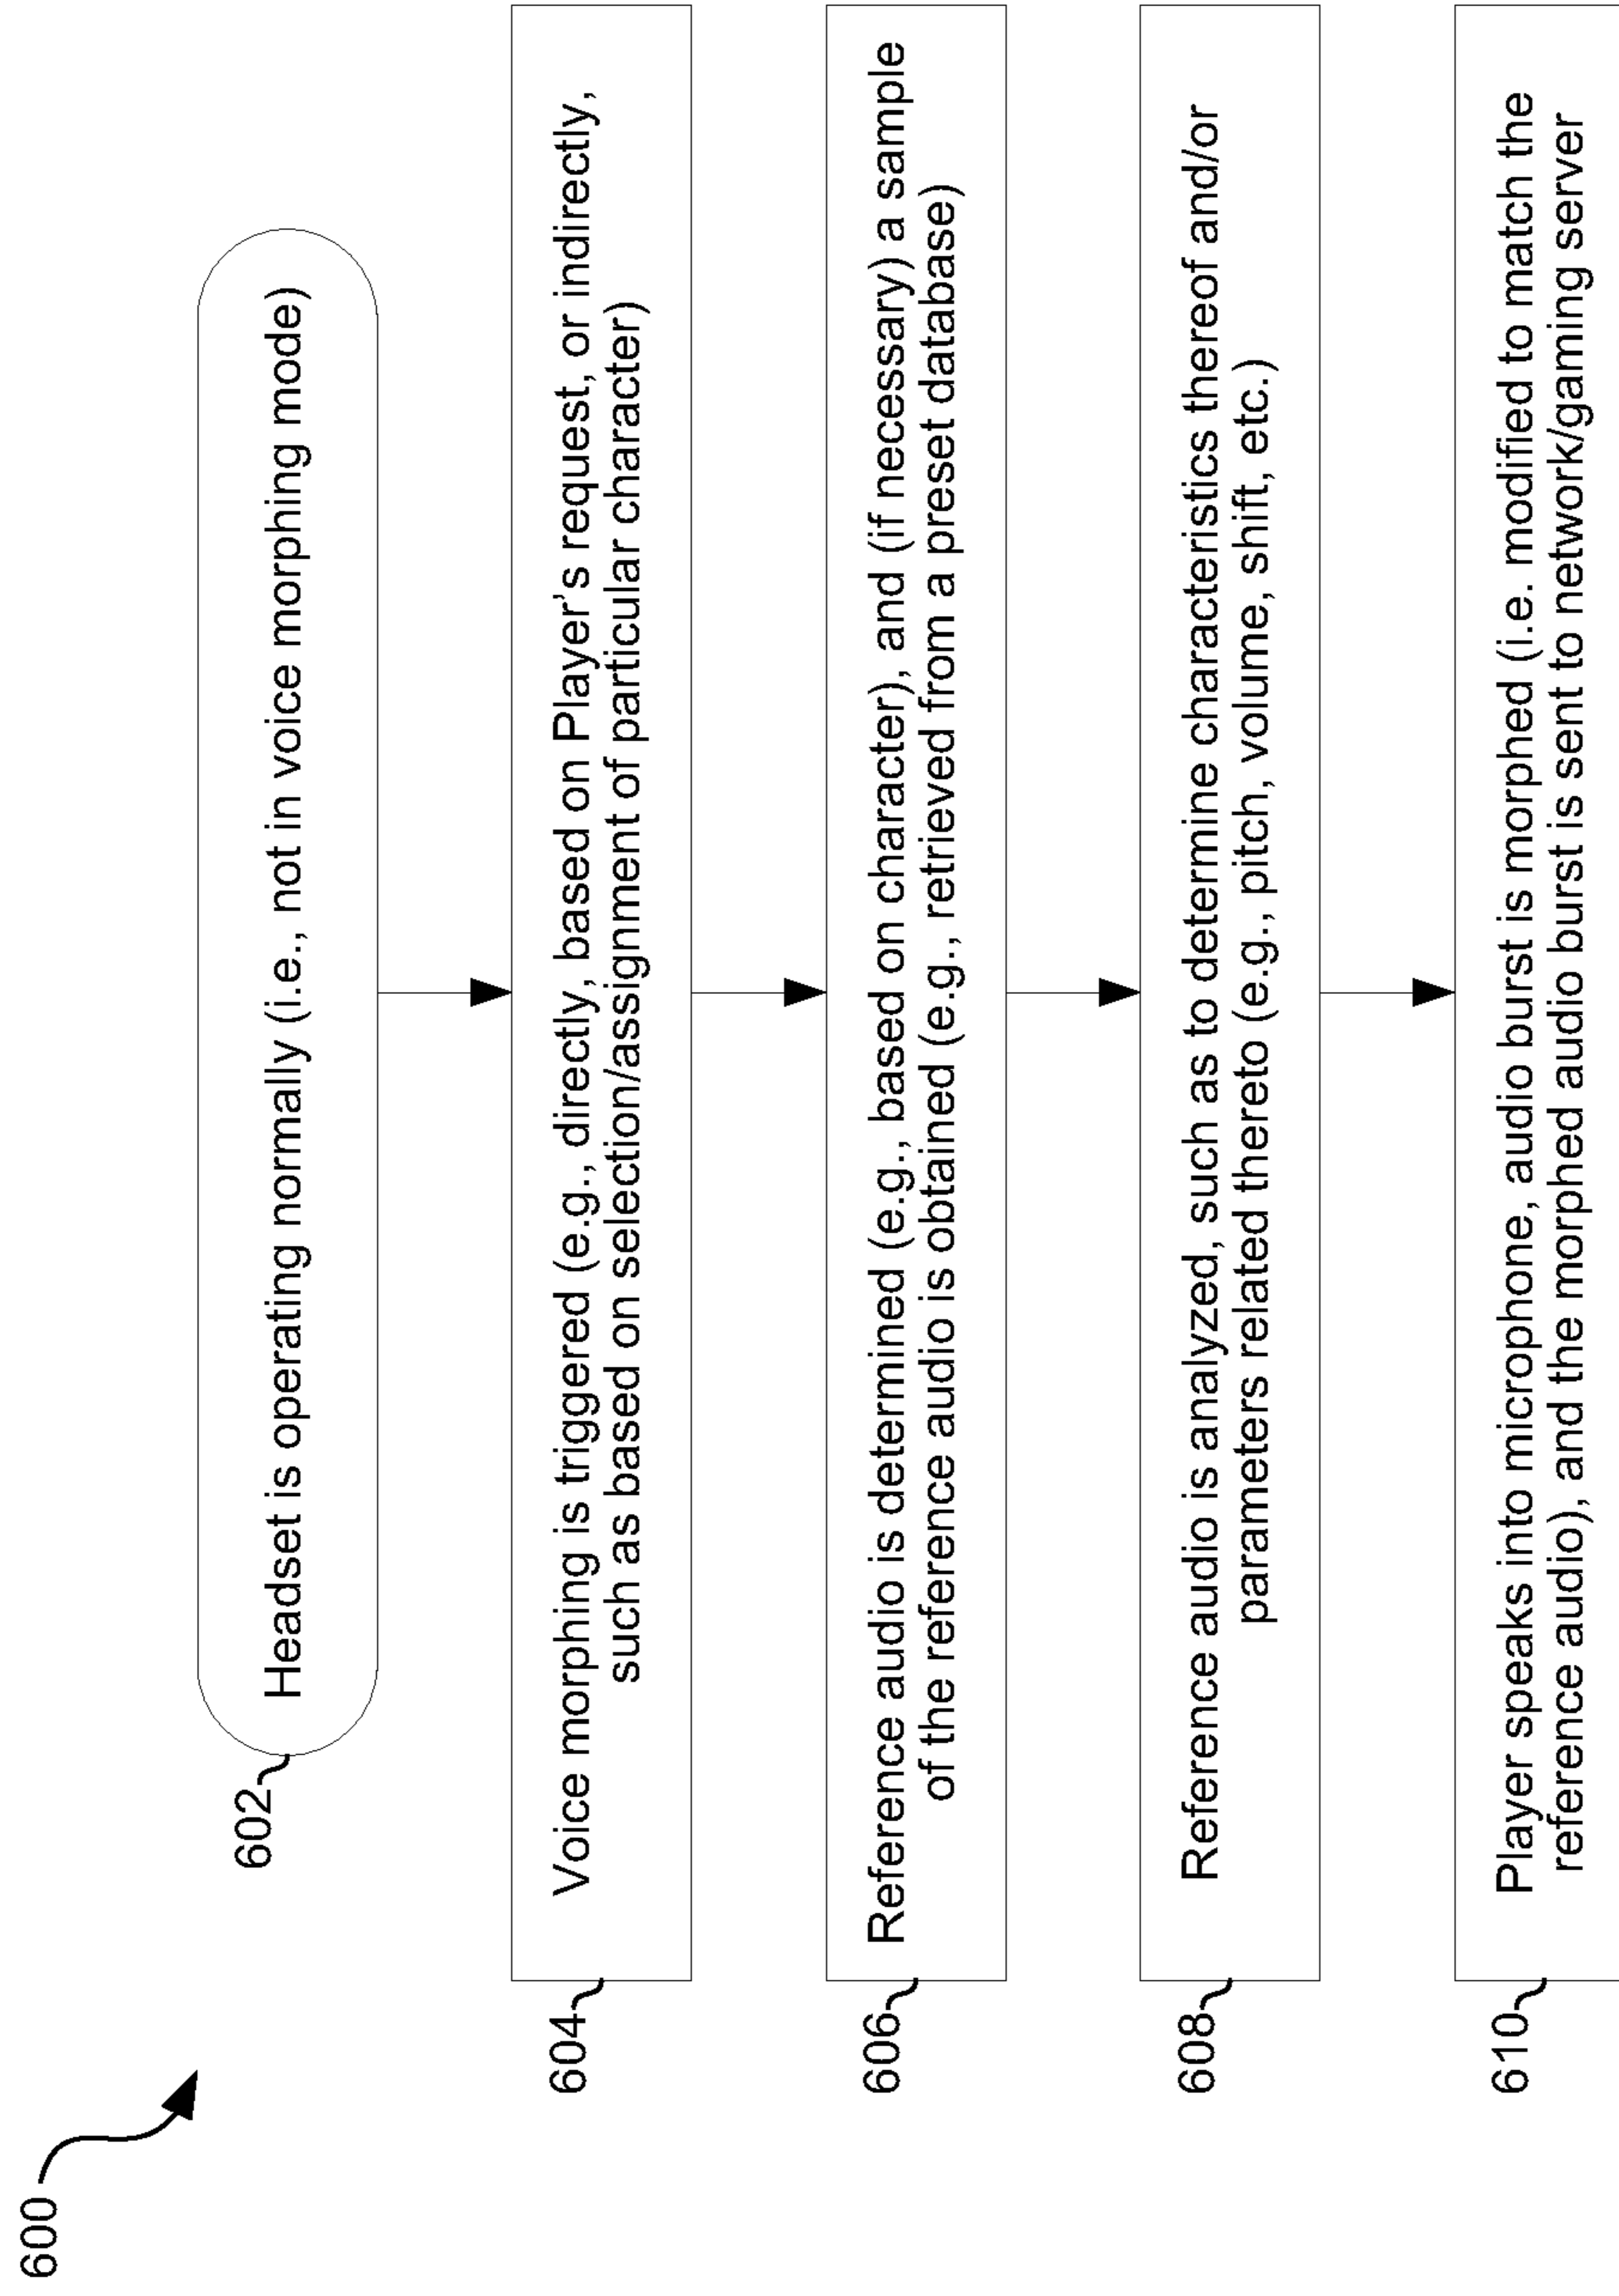 600
602
Headset is operating normally (i.e., not in voice morphing mode)
604
Voice morphing is triggered (e.g., directly, based on Player's request, or indirectly,
such as based on selection/assignment of particular character)
606
Reference audio is determined (e.g., based on character), and (if necessary) a sample
of the reference audio is obtained (e.g., retrieved from a preset database)
608
Reference audio is analyzed, such as to determine characteristics thereof and/or
parameters related thereto (e.g., pitch, volume, shift, etc.)
610
Player speaks into microphone, audio burst is morphed (i.e. modified to match the
reference audio), and the morphed audio burst is sent to network/gaming server